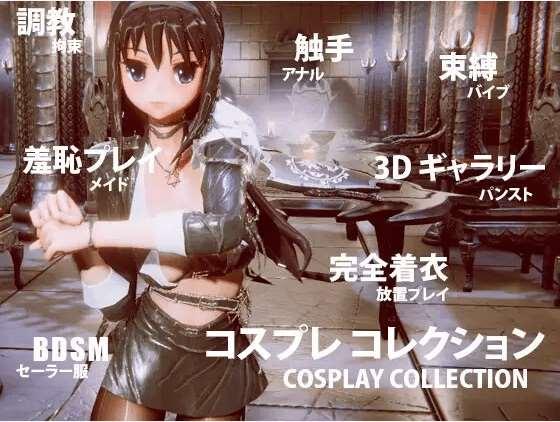 調教
拘束
触手
アナル
束縛
バイブ
羞恥プレイ
メイド
3D ギャラリー
パンスト
完全着衣
放置プレイ
BDSM
セーラー服
コスプレ コレクション
COSPLAY COLLECTION